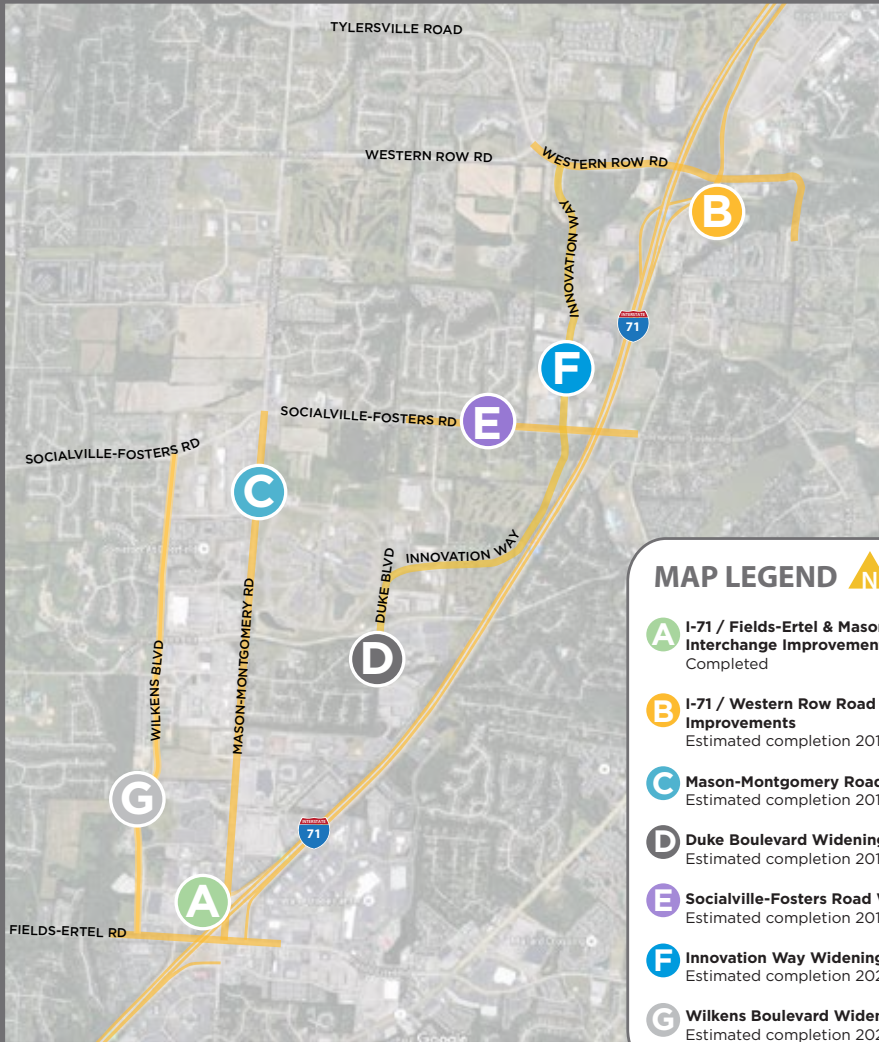 TYLERSVILLE ROAD
WESTERN ROW RD
WESTERN ROW RD
B
INNOVATION WAY
INTERSTATE
71
F
SOCIALVILLE-FOSTERS RD
E
SOCIALVILLE-FOSTERS RD
C
INNOVATION WAY
DUKE BLVD
D
MASON-MONTGOMERY RD
WILKENS BLVD
G
INTERSTATE
71
A
FIELDS-ERTEL RD
MAP LEGEND
N
A
I-71 / Fields-Ertel & Mason
Interchange Improvemen
Completed
B
I-71 / Western Row Road
Improvements
Estimated completion 201
C
Mason-Montgomery Road
Estimated completion 201
D
Duke Boulevard Widening
Estimated completion 201
E
Socialville-Fosters Road
Estimated completion 201
F
Innovation Way Widening
Estimated completion 202
G
Wilkens Boulevard Widen
Estimated completion 202
Google